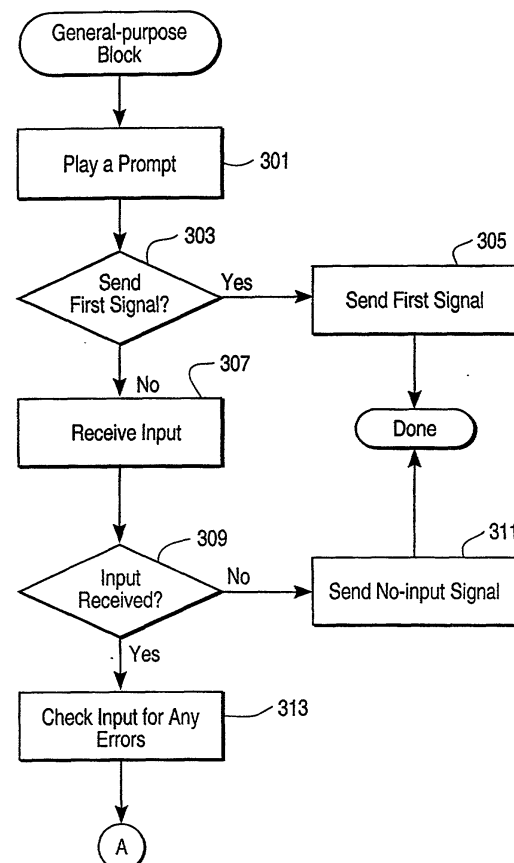 General-purpose
Block
Play a Prompt
301
303
Send
First Signal?
Yes
305
Send First Signal
No
307
Receive Input
Done
309
Input
Received?
No
311
Send No-input Signal
Yes
Check Input for Any
Errors
313
A